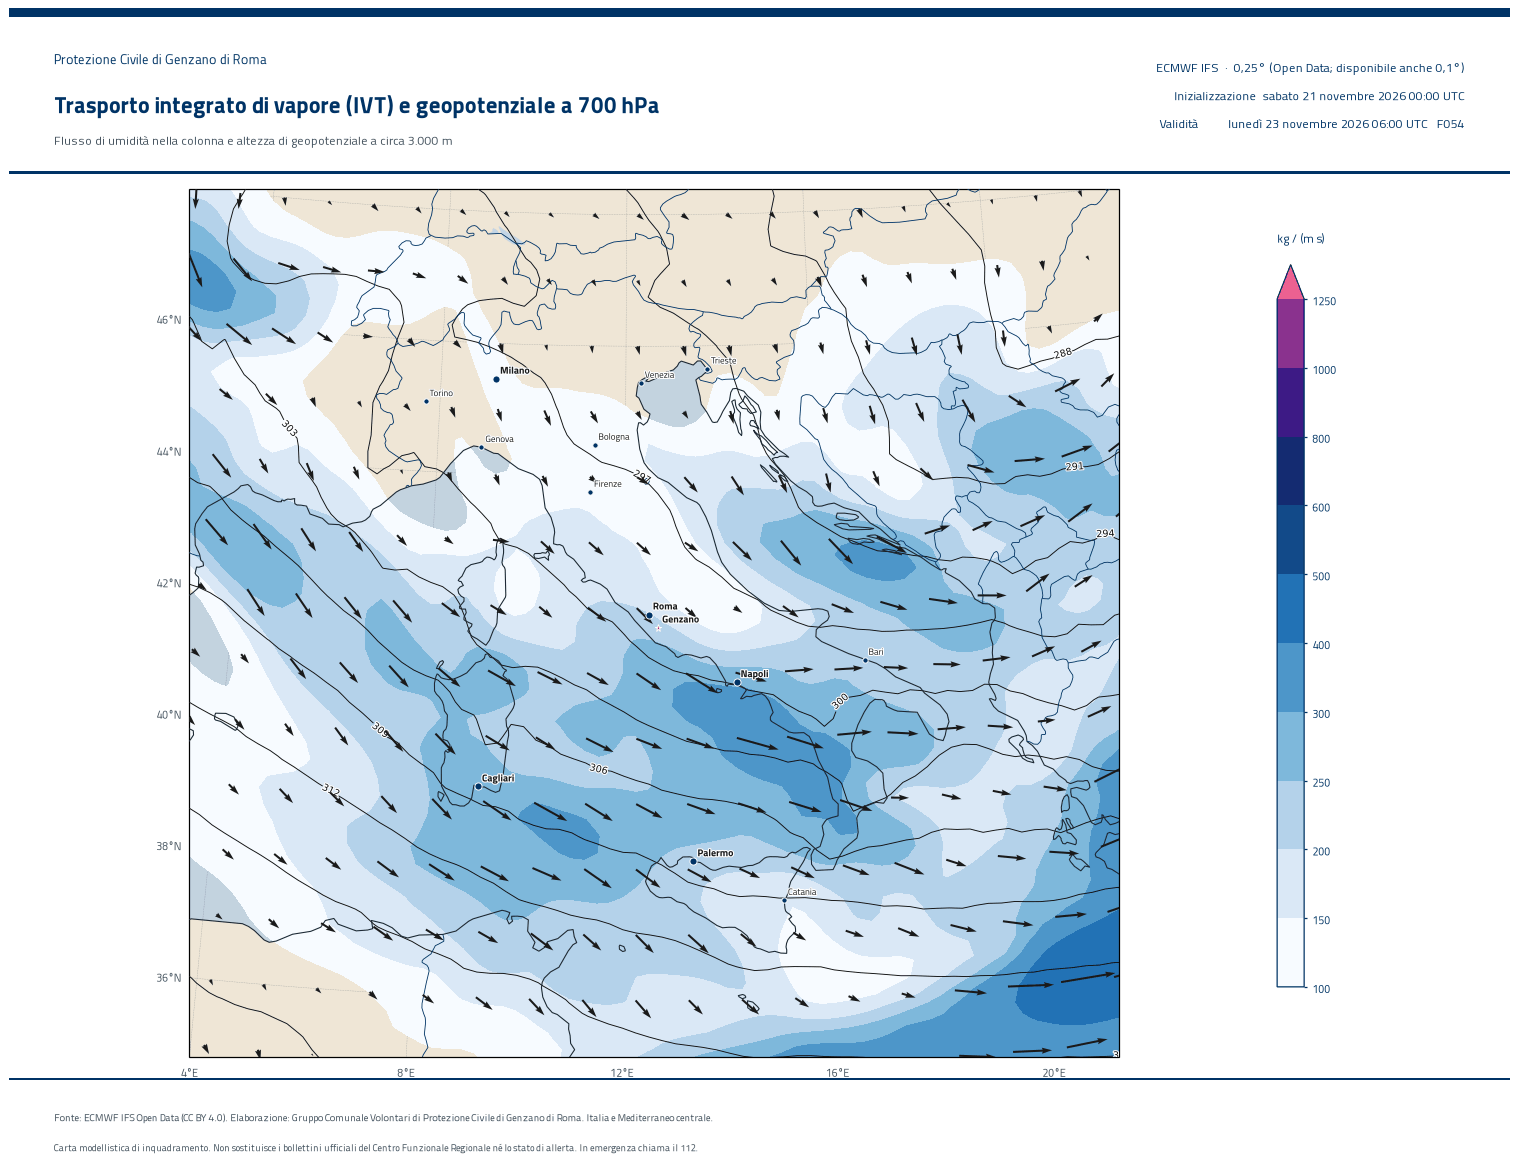 Protezione Civile di Genzano di Roma
Trasporto integrato di vapore (IVT) e geopotenziale a 700 hPa
Flusso di umidità nella colonna e altezza di geopotenziale a circa 3.000 m
ECMWF IFS · 0,25° (Open Data; disponibile anche 0,1°)
Inizializzazione sabato 21 novembre 2026 00:00 UTC
Validità lunedì 23 novembre 2026 06:00 UTC F054
kg / (m s)
1250
1000
800
600
500
400
300
250
200
150
100
46°N
44°N
42°N
40°N
38°N
36°N
4°E
8°E
12°E
16°E
20°E
288
Trieste
Milano
Venezia
Torino
303
Genova
Bologna
291
297
Firenze
294
Roma
Genzano
Bari
Napoli
300
309
306
Cagliari
312
Palermo
Catania
3
Fonte: ECMWF IFS Open Data (CC BY 4.0). Elaborazione: Gruppo Comunale Volontari di Protezione Civile di Genzano di Roma. Italia e Mediterraneo centrale.
Carta modellistica di inquadramento. Non sostituisce i bollettini ufficiali del Centro Funzionale Regionale né lo stato di allerta. In emergenza chiama il 112.